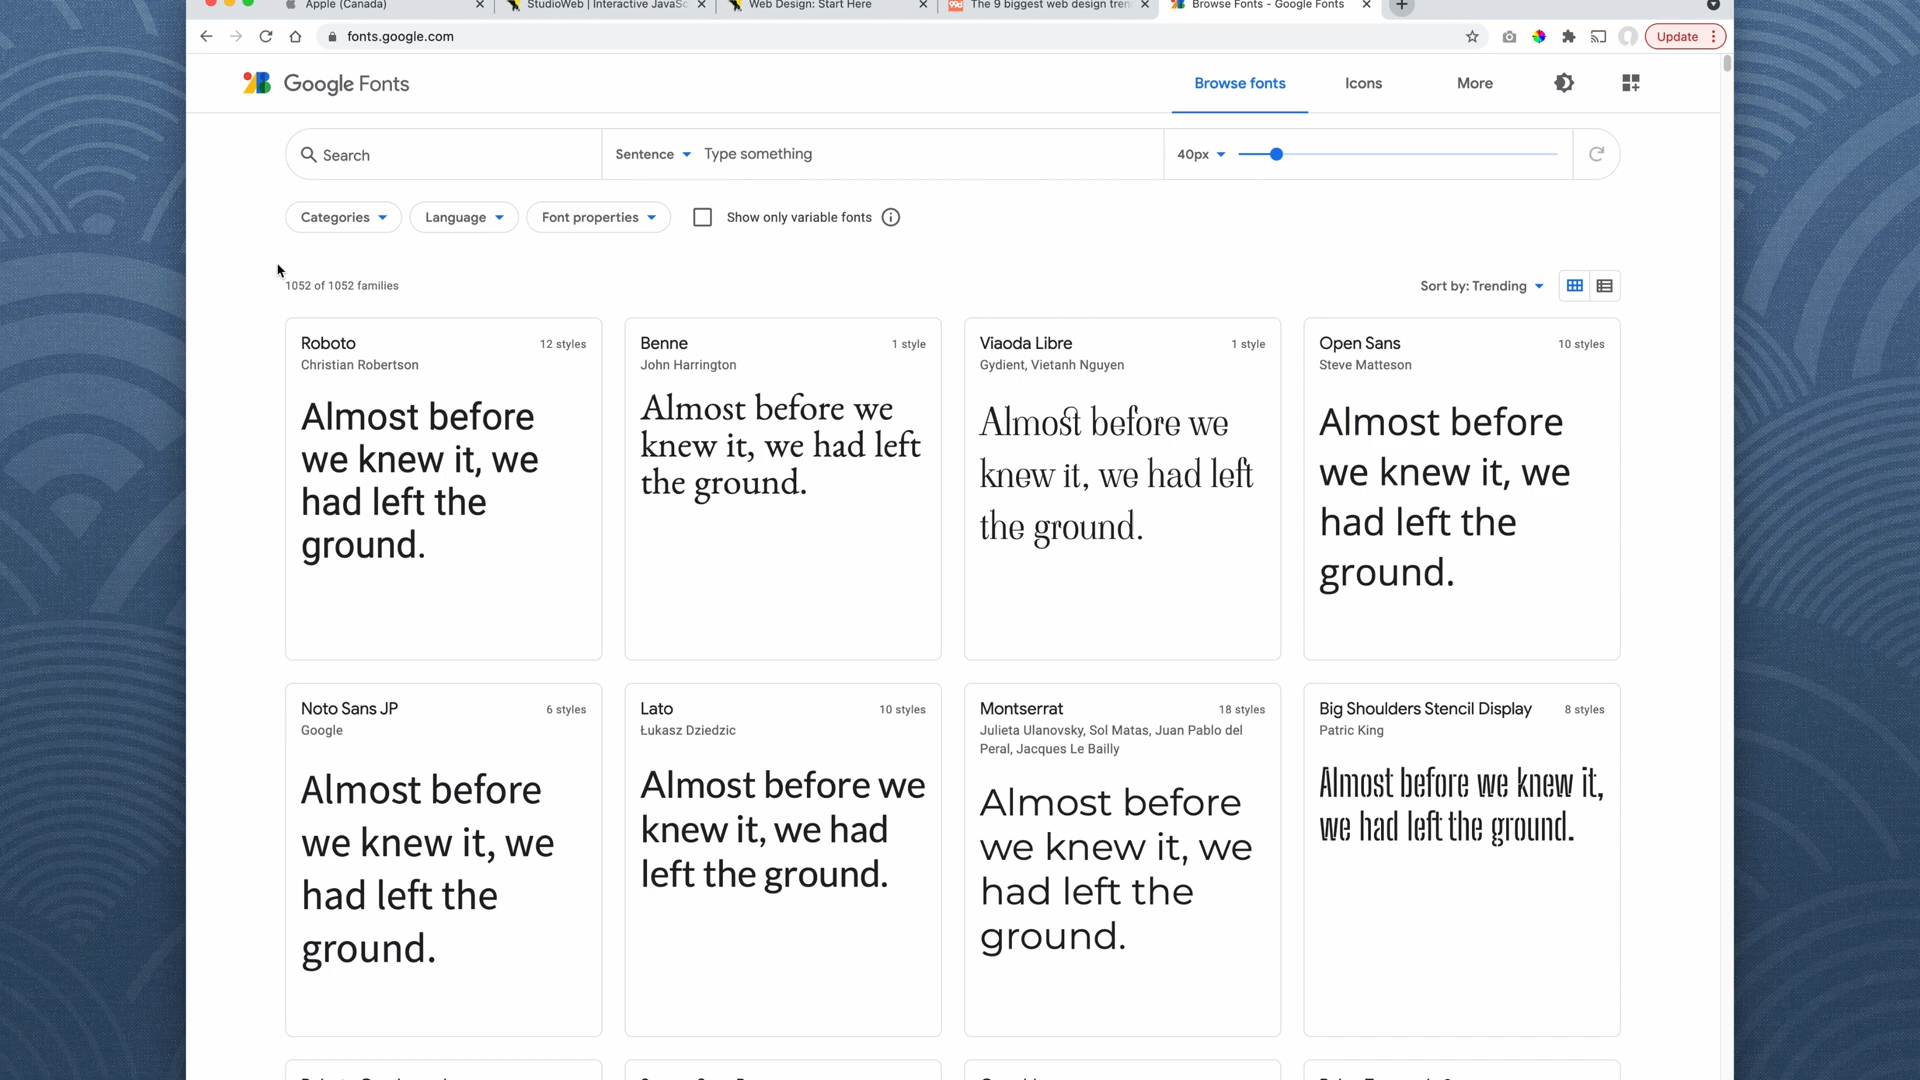 Apple (Canada)
StudioWeb | Interactive JavaSc
Web Design: Start Here
The 9 biggest web design tren
Browse Fonts - Google Fonts
fonts.google.com
Update
Google Fonts
Browse fonts
Icons
More
Search
Sentence
Type something
40px
Categories
Language
Font properties
Show only variable fonts
1052 of 1052 families
Sort by: Trending
Roboto
12 styles
Christian Robertson
Almost before
we knew it, we
had left the
ground.
Benne
1 style
John Harrington
Almost before we
knew it, we had left
the ground.
Viaoda Libre
1 style
Gydient, Vietanh Nguyen
Almost before we
knew it, we had left
the ground.
Open Sans
10 styles
Steve Matteson
Almost before
we knew it, we
had left the
ground.
Noto Sans JP
6 styles
Google
Almost before
we knew it, we
had left the
ground.
Lato
10 styles
Łukasz Dziedzic
Almost before we
knew it, we had
left the ground.
Montserrat
18 styles
Julieta Ulanovsky, Sol Matas, Juan Pablo del
Peral, Jacques Le Bailly
Almost before
we knew it, we
had left the
ground.
Big Shoulders Stencil Display
8 styles
Patric King
Almost before we knew it,
we had left the ground.